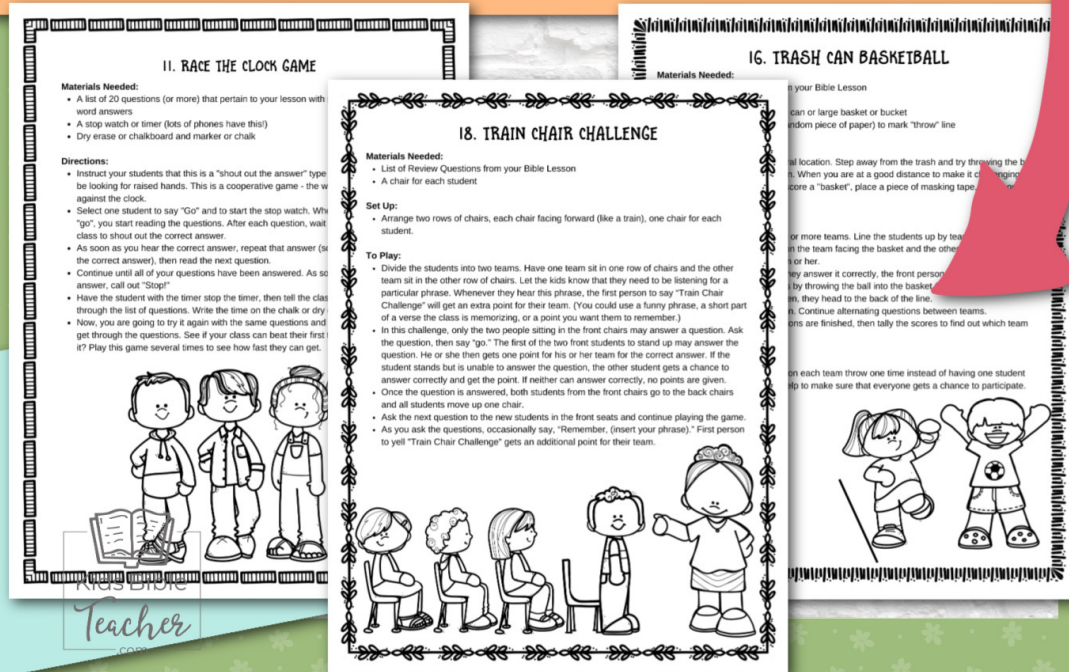 11. RACE THE CLOCK GAME
Materials Needed:
• A list of 20 questions (or more) that pertain to your lesson with
word answers
• A stop watch or timer (lots of phones have this!)
• Dry erase or chalkboard and marker or chalk
Directions:
• Instruct your students that this is a "shout out the answer" type
be looking for raised hands. This is a cooperative game - the w
against the clock.
• Select one student to say "Go" and to start the stop watch. Wh
"go", you start reading the questions. After each question, wait
class to shout out the correct answer.
• As soon as you hear the correct answer, repeat that answer (s
the correct answer), then read the next question.
• Continue until all of your questions have been answered. As so
answer, call out "Stop!"
• Have the student with the timer stop the timer, then tell the clas
through the list of questions. Write the time on the chalk or dry
• Now, you are going to try it again with the same questions and
get through the questions. See if your class can beat their first
it? Play this game several times to see how fast they can get.
18. TRAIN CHAIR CHALLENGE
Materials Needed:
• List of Review Questions from your Bible Lesson
• A chair for each student
Set Up:
• Arrange two rows of chairs, each chair facing forward (like a train), one chair for each
student.
To Play:
• Divide the students into two teams. Have one team sit in one row of chairs and the other
team sit in the other row of chairs. Let the kids know that they need to be listening for a
particular phrase. Whenever they hear this phrase, the first person to say "Train Chair
Challenge" will get an extra point for their team. (You could use a funny phrase, a short part
of a verse the class is memorizing, or a point you want them to remember.)
• In this challenge, only the two people sitting in the front chairs may answer a question. Ask
the question, then say "go." The first of the two front students to stand up may answer the
question. He or she then gets one point for his or her team for the correct answer. If the
student stands but is unable to answer the question, the other student gets a chance to
answer correctly and get the point. If neither can answer correctly, no points are given.
• Once the question is answered, both students from the front chairs go to the back chairs
and all students move up one chair.
• Ask the next question to the new students in the front seats and continue playing the game.
• As you ask the questions, occasionally say, "Remember, (insert your phrase)." First person
to yell "Train Chair Challenge" gets an additional point for their team.
16. TRASH CAN BASKETBALL
Materials Needed:
your Bible Lesson
can or large basket or bucket
ndom piece of paper) to mark "throw" line
al location. Step away from the trash and try throwing the b
n. When you are at a good distance to make it
core a "basket", place a piece of masking tape,
or more teams. Line the students up by tea
n the team facing the basket and the othe
n or her.
ey answer it correctly, the front person
by throwing the ball into the basket
en, they head to the back of the line.
n. Continue alternating questions between teams.
ons are finished, then tally the scores to find out which team
on each team throw one time instead of having one student
lp to make sure that everyone gets a chance to participate.
Kids Bible
Teacher
.com